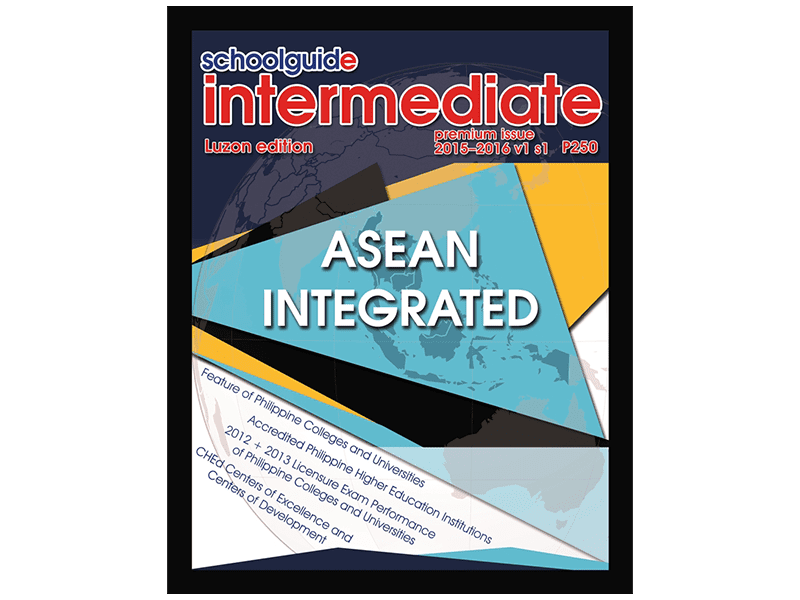 schoolguide
intermediate
Luzon edition
premium issue
2015-2016 v1 s1 P250
ASEAN
INTEGRATED
Feature of Philippine Colleges and Universities
Accredited Philippine Higher Education Institutions
2012 + 2013 Licensure Exam Performance
of Philippine Colleges and Universities
CHEd Centers of Excellence and
Centers of Development